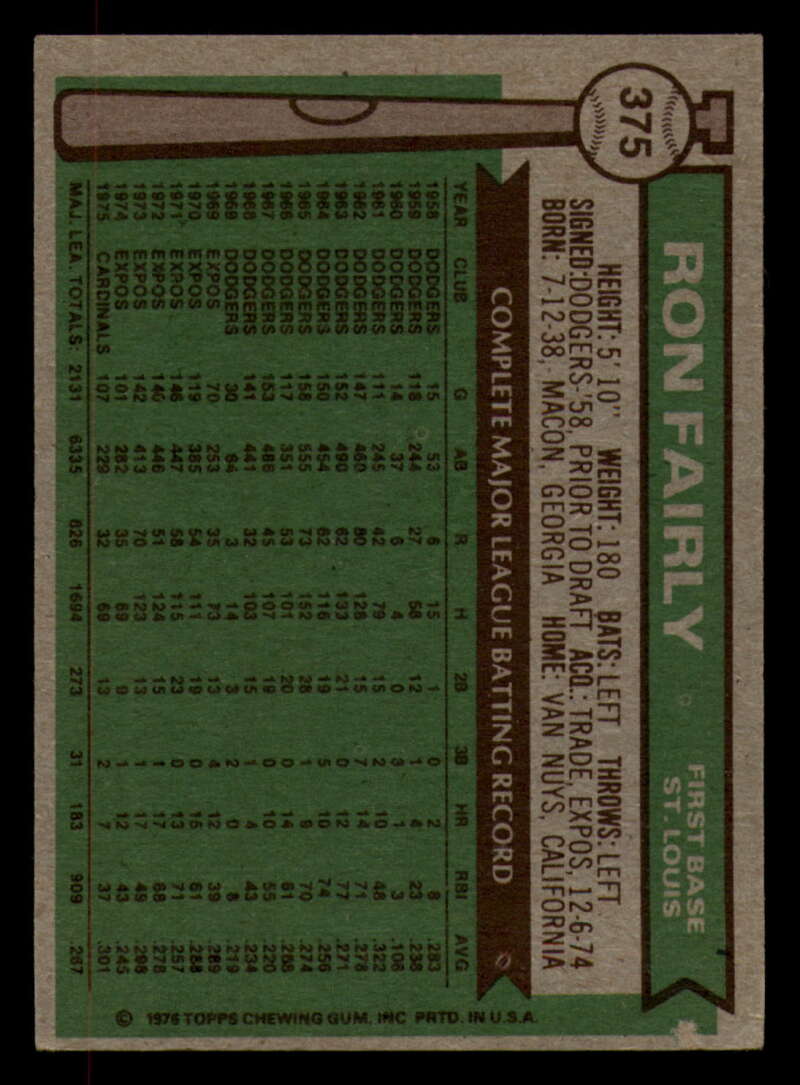 375
RON FAIRLY
FIRST BASE
ST. LOUIS
HEIGHT: 5'10" WEIGHT: 180 BATS: LEFT THROWS: LEFT
SIGNED: DODGERS-'58, PRIOR TO DRAFT ACQ.: TRADE, EXPOS, 12-6-74
BORN: 7-12-38, MACON, GEORGIA HOME: VAN NUYS, CALIFORNIA
COMPLETE MAJOR LEAGUE BATTING RECORD
YEAR CLUB G AB R H 2B 3B HR RBI AVG
1958 DODGERS 15 53 6 15 1 0 2 8 .283
1959 DODGERS 118 244 27 58 12 1 4 23 .238
1960 DODGERS 14 37 6 4 0 3 1 3 .108
1961 DODGERS 111 245 42 79 15 2 10 48 .322
1962 DODGERS 147 460 80 128 15 7 14 71 .278
1963 DODGERS 152 490 62 133 21 0 12 77 .271
1964 DODGERS 150 454 62 116 19 5 10 74 .256
1965 DODGERS 158 555 73 152 28 1 9 70 .274
1966 DODGERS 117 351 53 101 20 0 14 61 .288
1967 DODGERS 153 486 45 107 19 0 10 55 .220
1968 DODGERS 141 441 32 103 15 1 4 43 .234
1969 DODGERS 30 64 3 14 3 2 0 8 .219
1969 EXPOS 70 253 35 73 13 4 12 39 .289
1970 EXPOS 119 385 54 111 19 0 15 61 .288
1971 EXPOS 146 447 58 115 23 0 13 71 .257
1972 EXPOS 140 446 51 124 15 1 17 68 .278
1973 EXPOS 142 413 70 123 13 1 17 49 .298
1974 EXPOS 101 282 35 69 9 1 12 43 .245
1975 CARDINALS 107 229 32 69 13 2 7 37 .301
MAJ. LEA. TOTALS: 2131 6335 826 1694 273 31 183 909 .267
© 1976 TOPPS CHEWING GUM, INC PRTD. IN U.S.A.